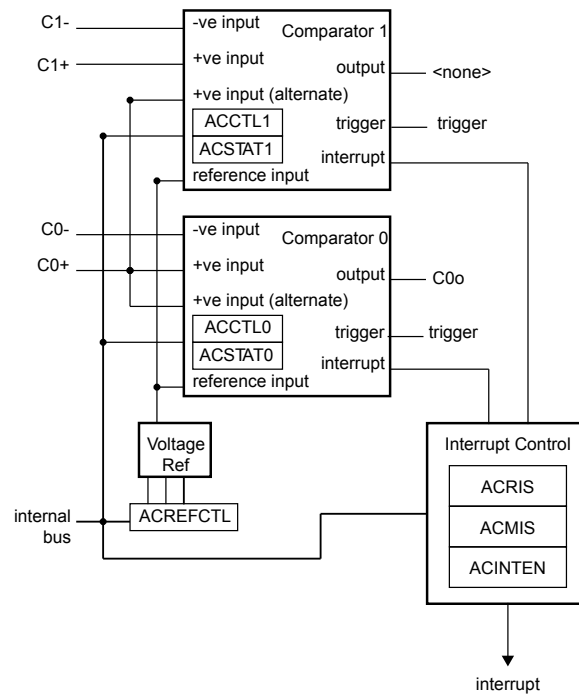 C1-
-ve input
Comparator 1
C1+
+ve input
output
<none>
+ve input (alternate)
ACCTL1
trigger
trigger
ACSTAT1
interrupt
reference input
C0-
-ve input
Comparator 0
C0+
+ve input
output
C0o
+ve input (alternate)
ACCTL0
trigger
trigger
ACSTAT0
interrupt
reference input
Voltage
Ref
Interrupt Control
ACRIS
internal
bus
ACREFCTL
ACMIS
ACINTEN
interrupt